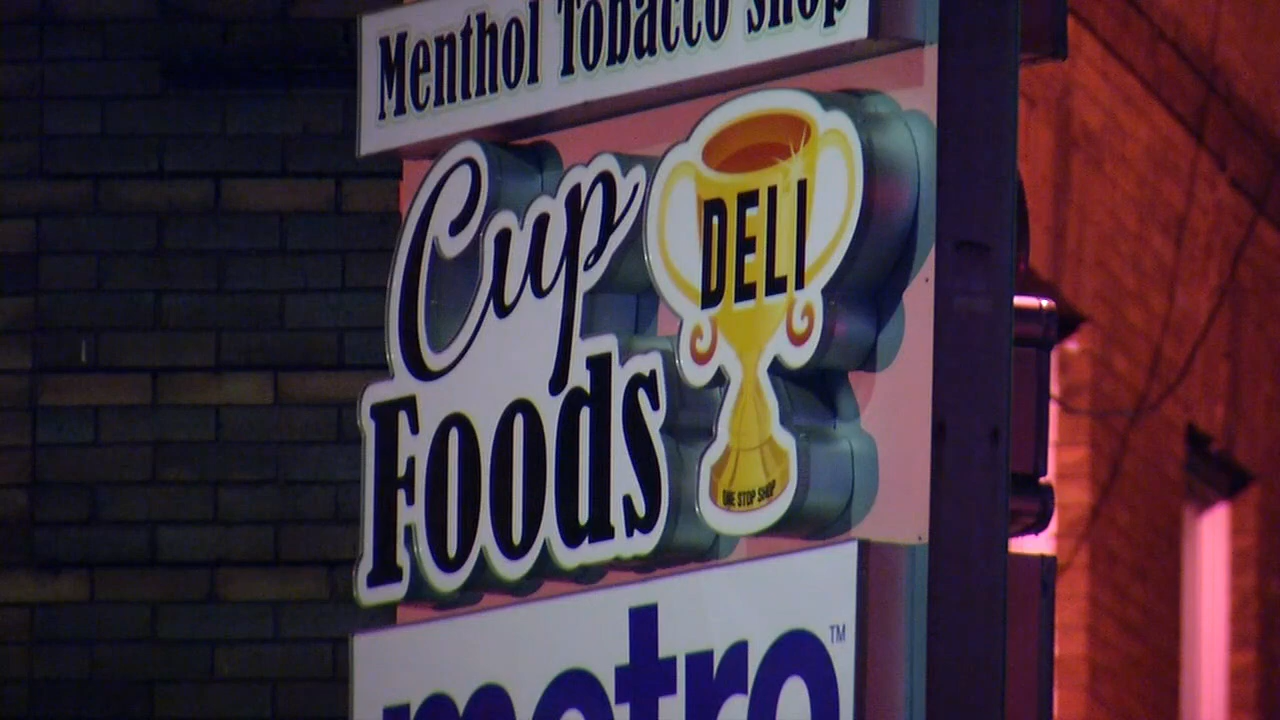 Menthol Tobacco Shop
Cup
Foods
DELI
ONE STOP SHOP
metro
TM